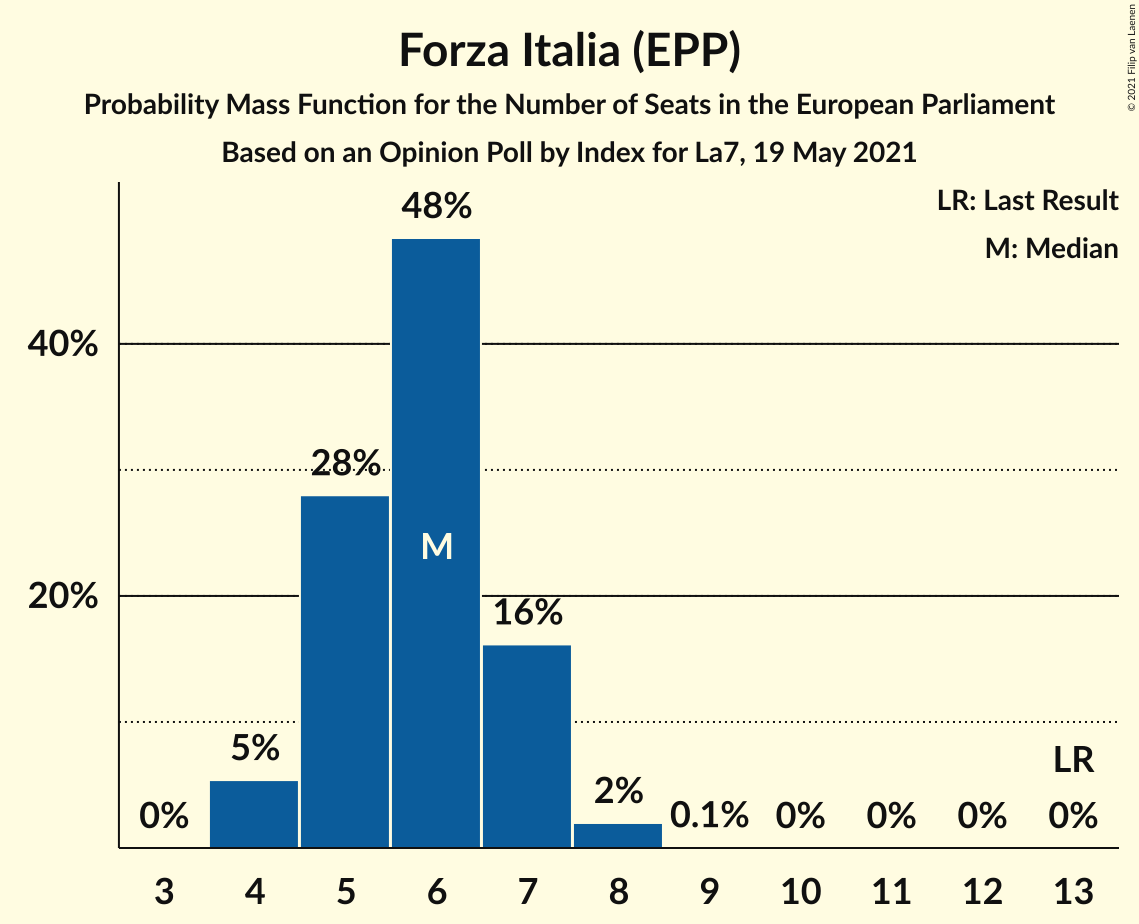 Forza Italia (EPP)
Probability Mass Function for the Number of Seats in the European Parliament
Based on an Opinion Poll by Index for La7, 19 May 2021
© 2021 Filip van Laenen
LR: Last Result
M: Median
40%
20%
0%
5%
28%
48%
M
16%
2%
0.1%
0%
0%
0%
LR
0%
3 4 5 6 7 8 9 10 11 12 13